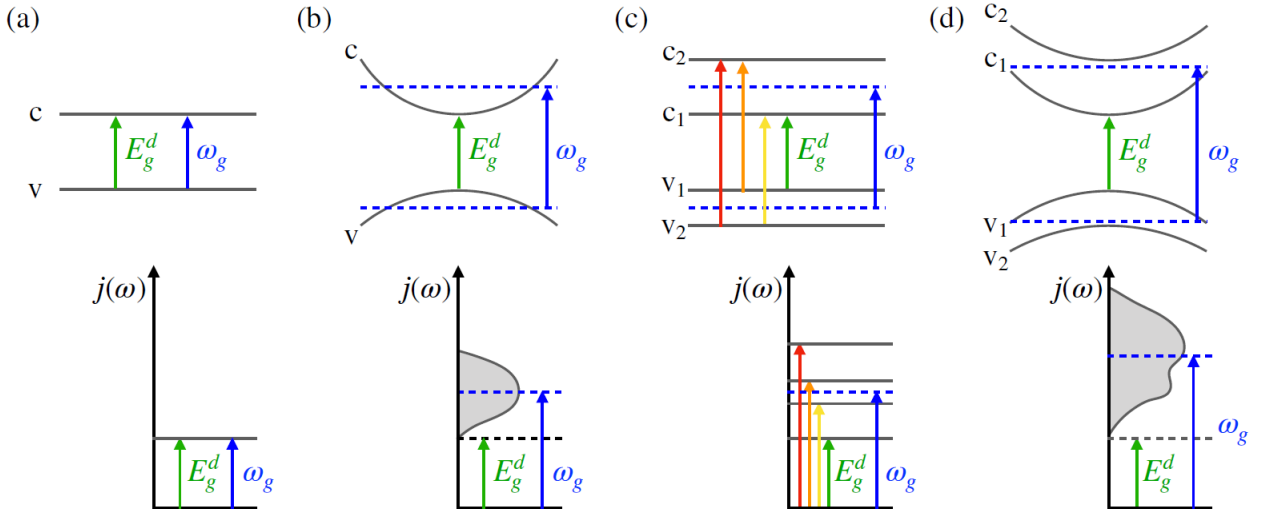 (a)
c
E_g^d
ω_g
v
j(ω)
E_g^d
ω_g
(b)
c
E_g^d
ω_g
v
j(ω)
E_g^d
ω_g
(c)
c_2
c_1
v_1
E_g^d
ω_g
v_2
j(ω)
E_g^d
ω_g
(d)
c_2
c_1
E_g^d
ω_g
v_1
v_2
j(ω)
E_g^d
ω_g